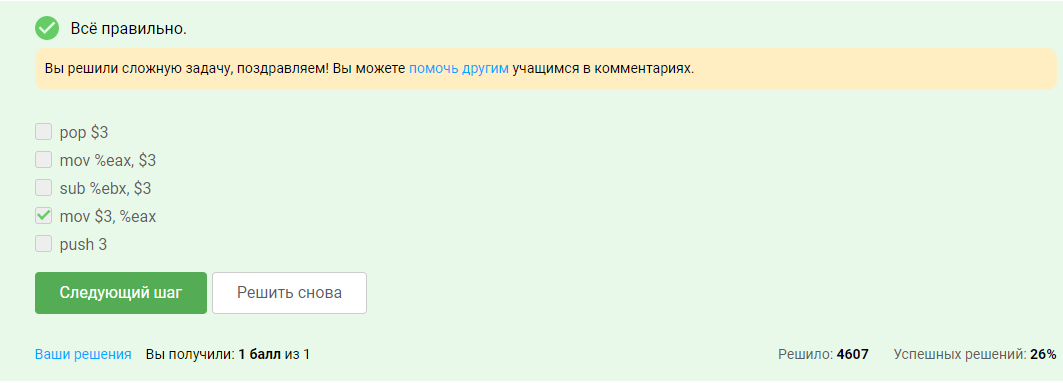 Всё правильно.
Вы решили сложную задачу, поздравляем! Вы можете помочь другим учащимся в комментариях.
pop $3
mov %eax, $3
sub %ebx, $3
mov $3, %eax
push 3
Следующий шаг Решить снова
Ваши решения Вы получили: 1 балл из 1 Решило: 4607 Успешных решений: 26%